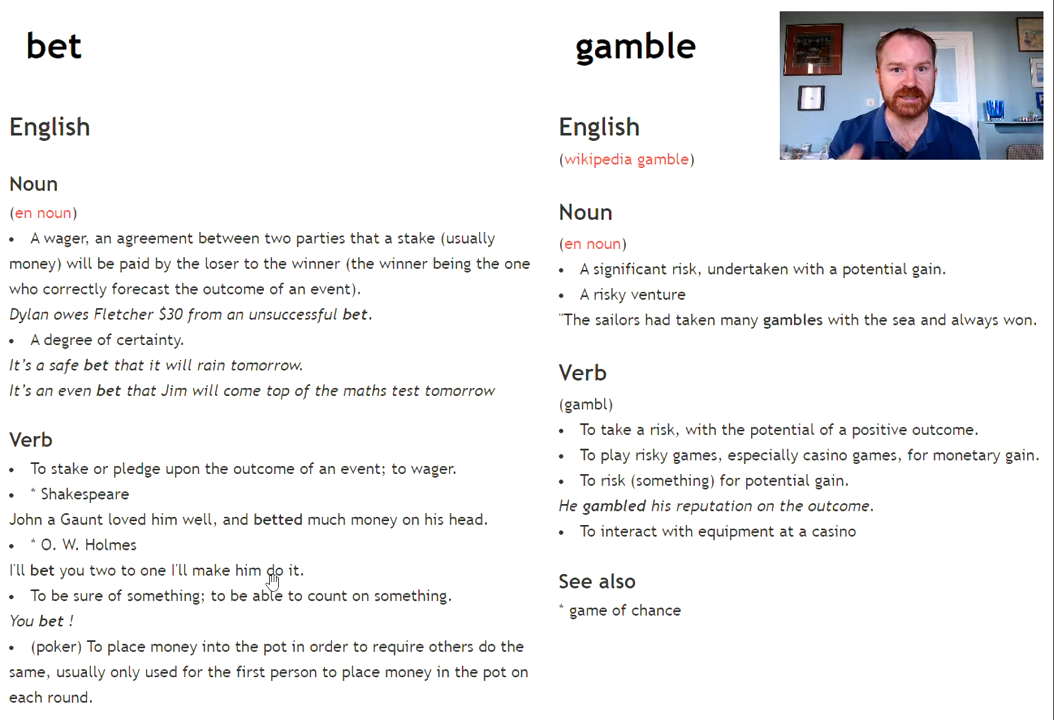 bet
English
Noun
(en noun)
• A wager, an agreement between two parties that a stake (usually
money) will be paid by the loser to the winner (the winner being the one
who correctly forecast the outcome of an event).
Dylan owes Fletcher $30 from an unsuccessful bet.
• A degree of certainty.
It's a safe bet that it will rain tomorrow.
It's an even bet that Jim will come top of the maths test tomorrow
Verb
• To stake or pledge upon the outcome of an event; to wager.
• * Shakespeare
John a Gaunt loved him well, and betted much money on his head.
• * O. W. Holmes
I'll bet you two to one I'll make him do it.
• To be sure of something; to be able to count on something.
You bet !
• (poker) To place money into the pot in order to require others do the
same, usually only used for the first person to place money in the pot on
each round.
gamble
English
(wikipedia gamble)
Noun
(en noun)
• A significant risk, undertaken with a potential gain.
• A risky venture
"The sailors had taken many gambles with the sea and always won.
Verb
(gambl)
• To take a risk, with the potential of a positive outcome.
• To play risky games, especially casino games, for monetary gain.
• To risk (something) for potential gain.
He gambled his reputation on the outcome.
• To interact with equipment at a casino
See also
* game of chance